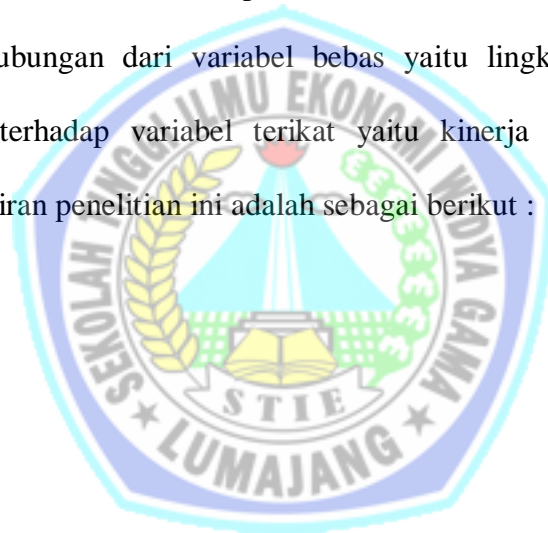 ubungan dari variabel bebas yaitu lingk
terhadap variabel terikat yaitu kinerja
iran penelitian ini adalah sebagai berikut :
SEKOLAH TINGGI ILMU EKONOMI WIDYA GAMA
STIE
★ LUMAJANG ★